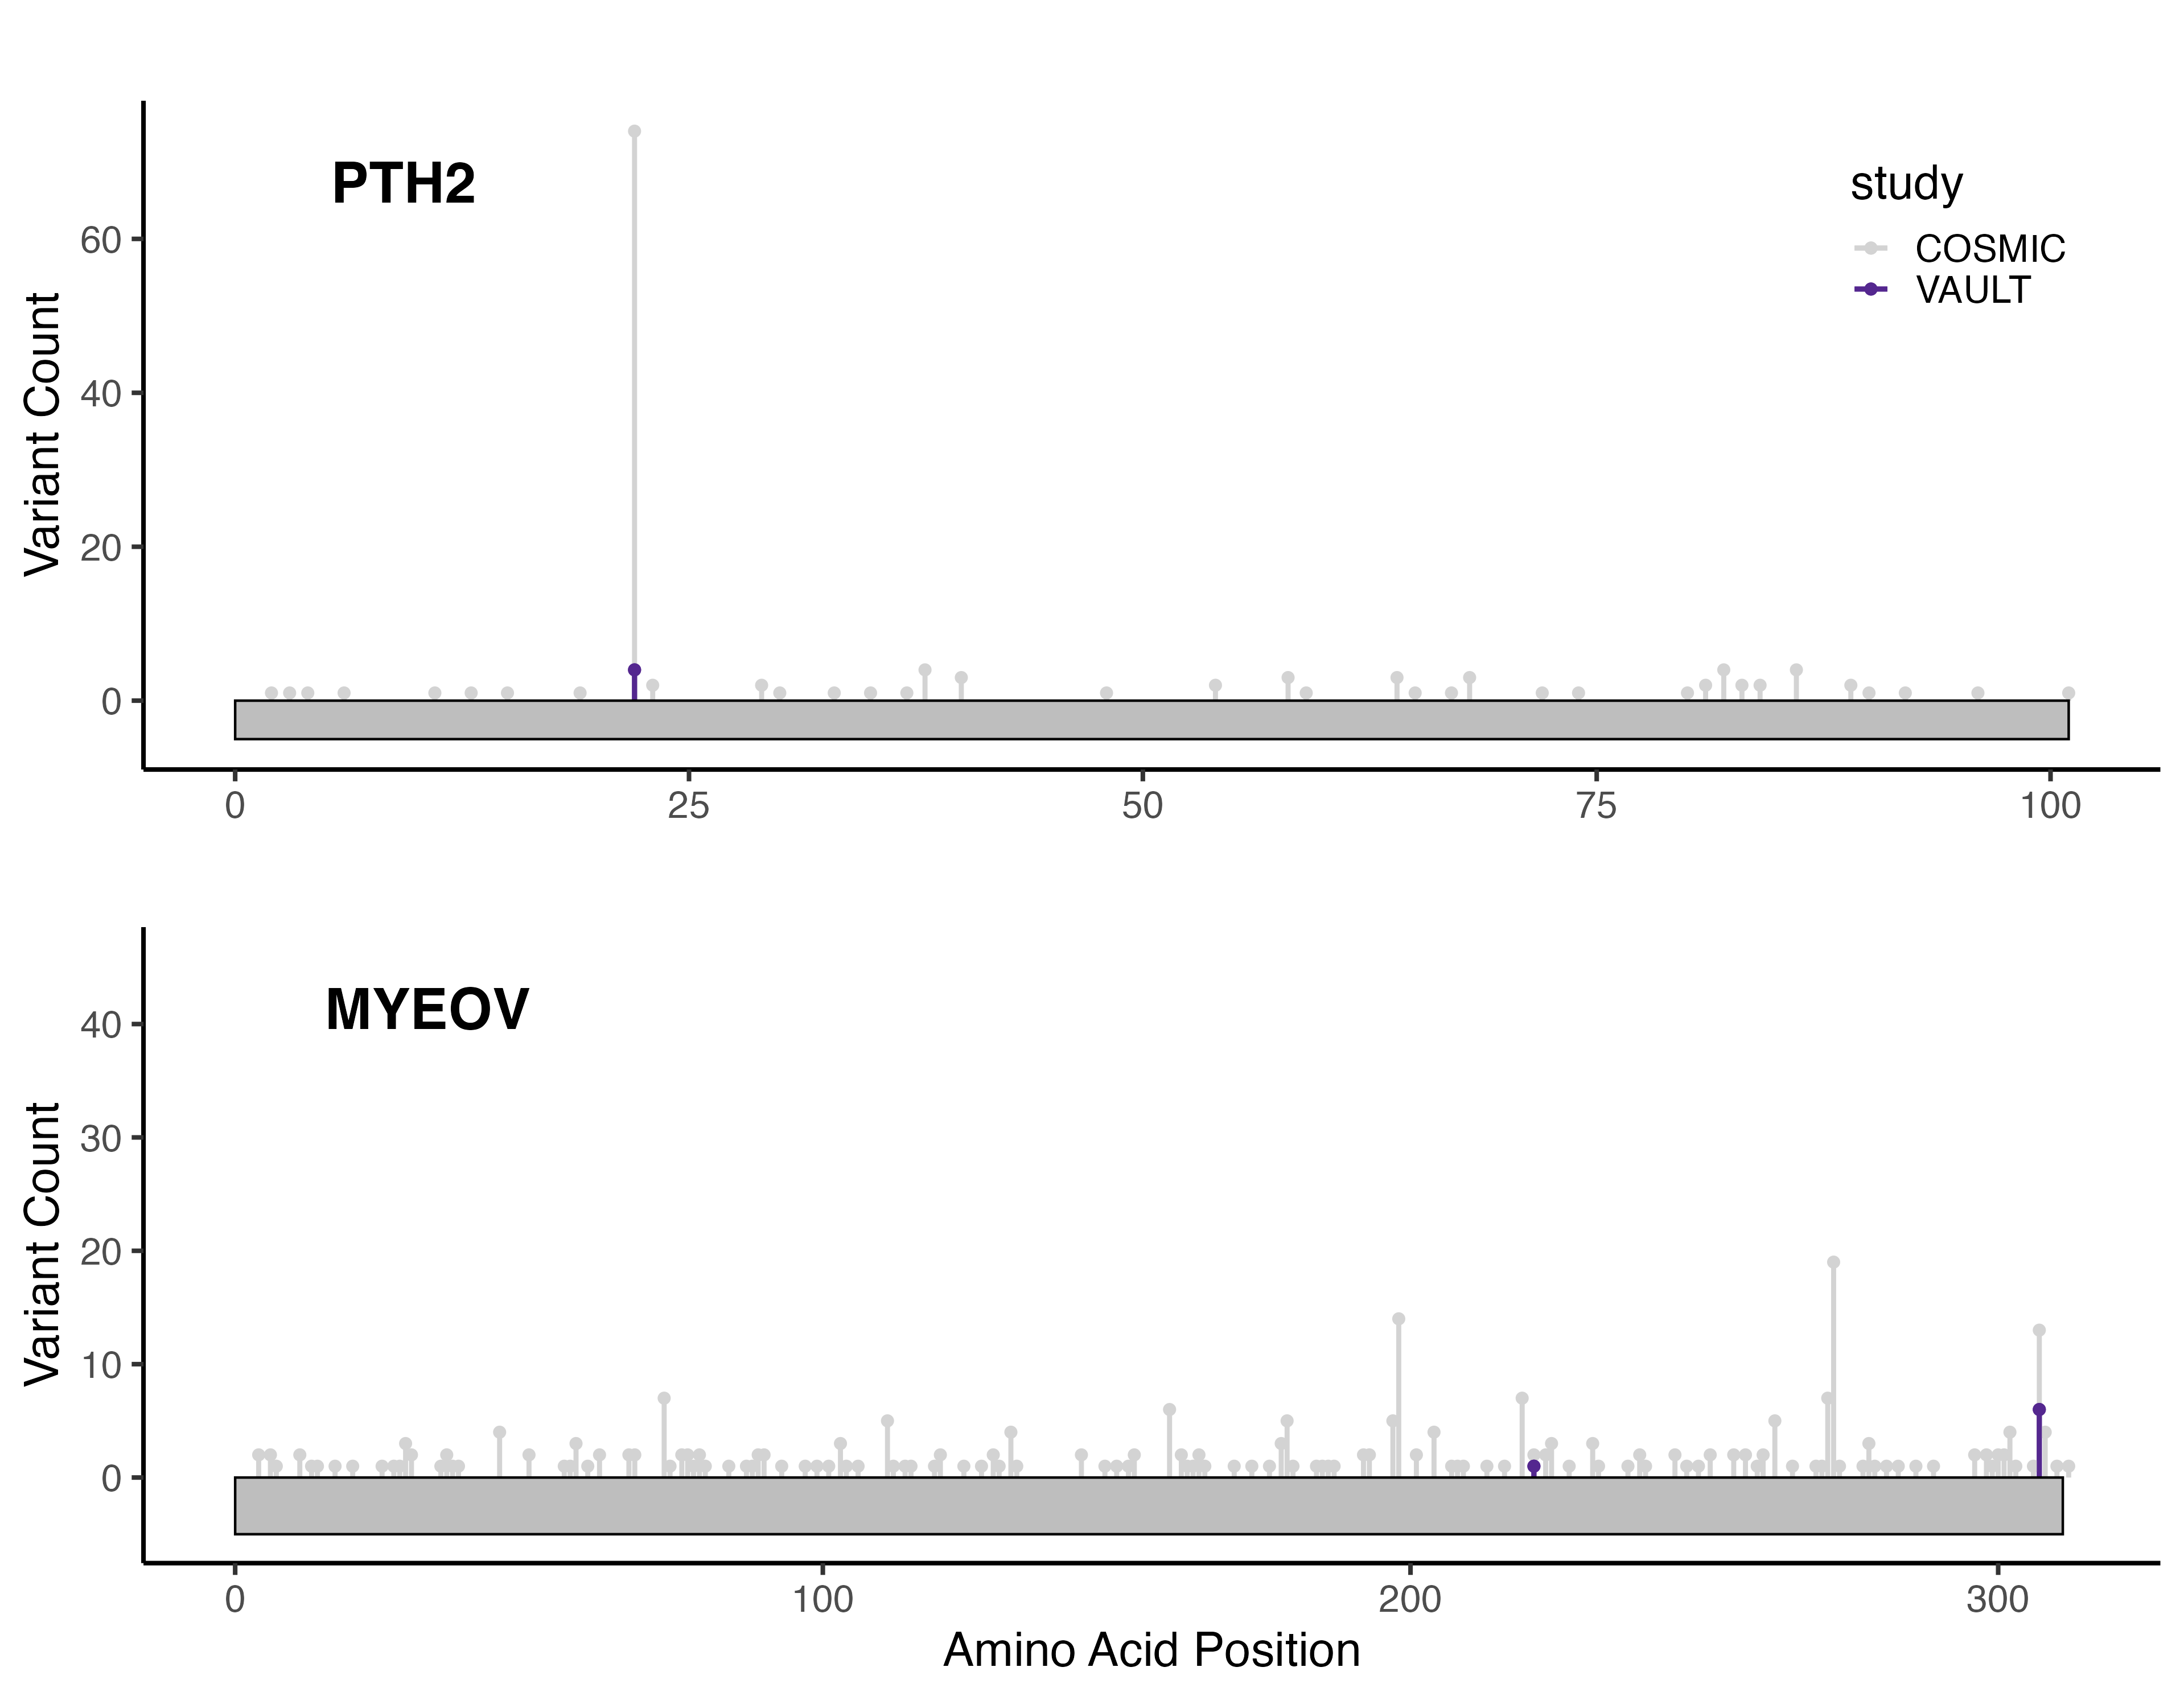 PTH2
study
COSMIC
VAULT
Variant Count
60
40
20
0
0 25 50 75 100
MYEOV
Variant Count
40
30
20
10
0
0 100 200 300
Amino Acid Position